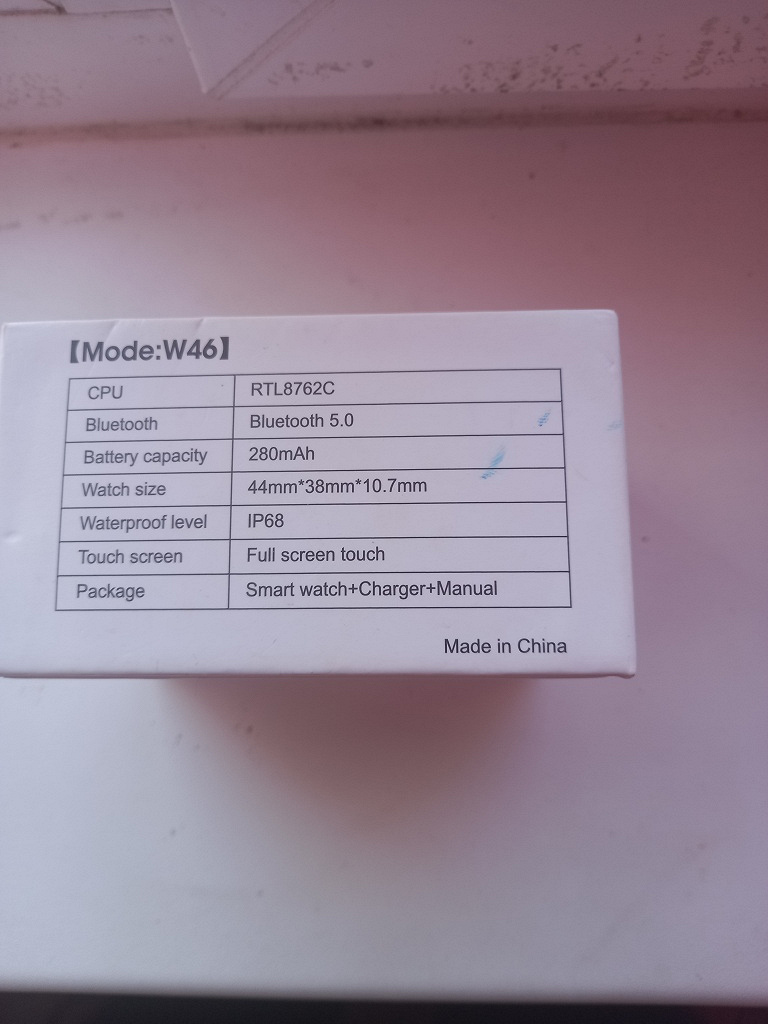 【Mode:W46】
CPU RTL8762C
Bluetooth Bluetooth 5.0
Battery capacity 280mAh
Watch size 44mm*38mm*10.7mm
Waterproof level IP68
Touch screen Full screen touch
Package Smart watch+Charger+Manual
Made in China